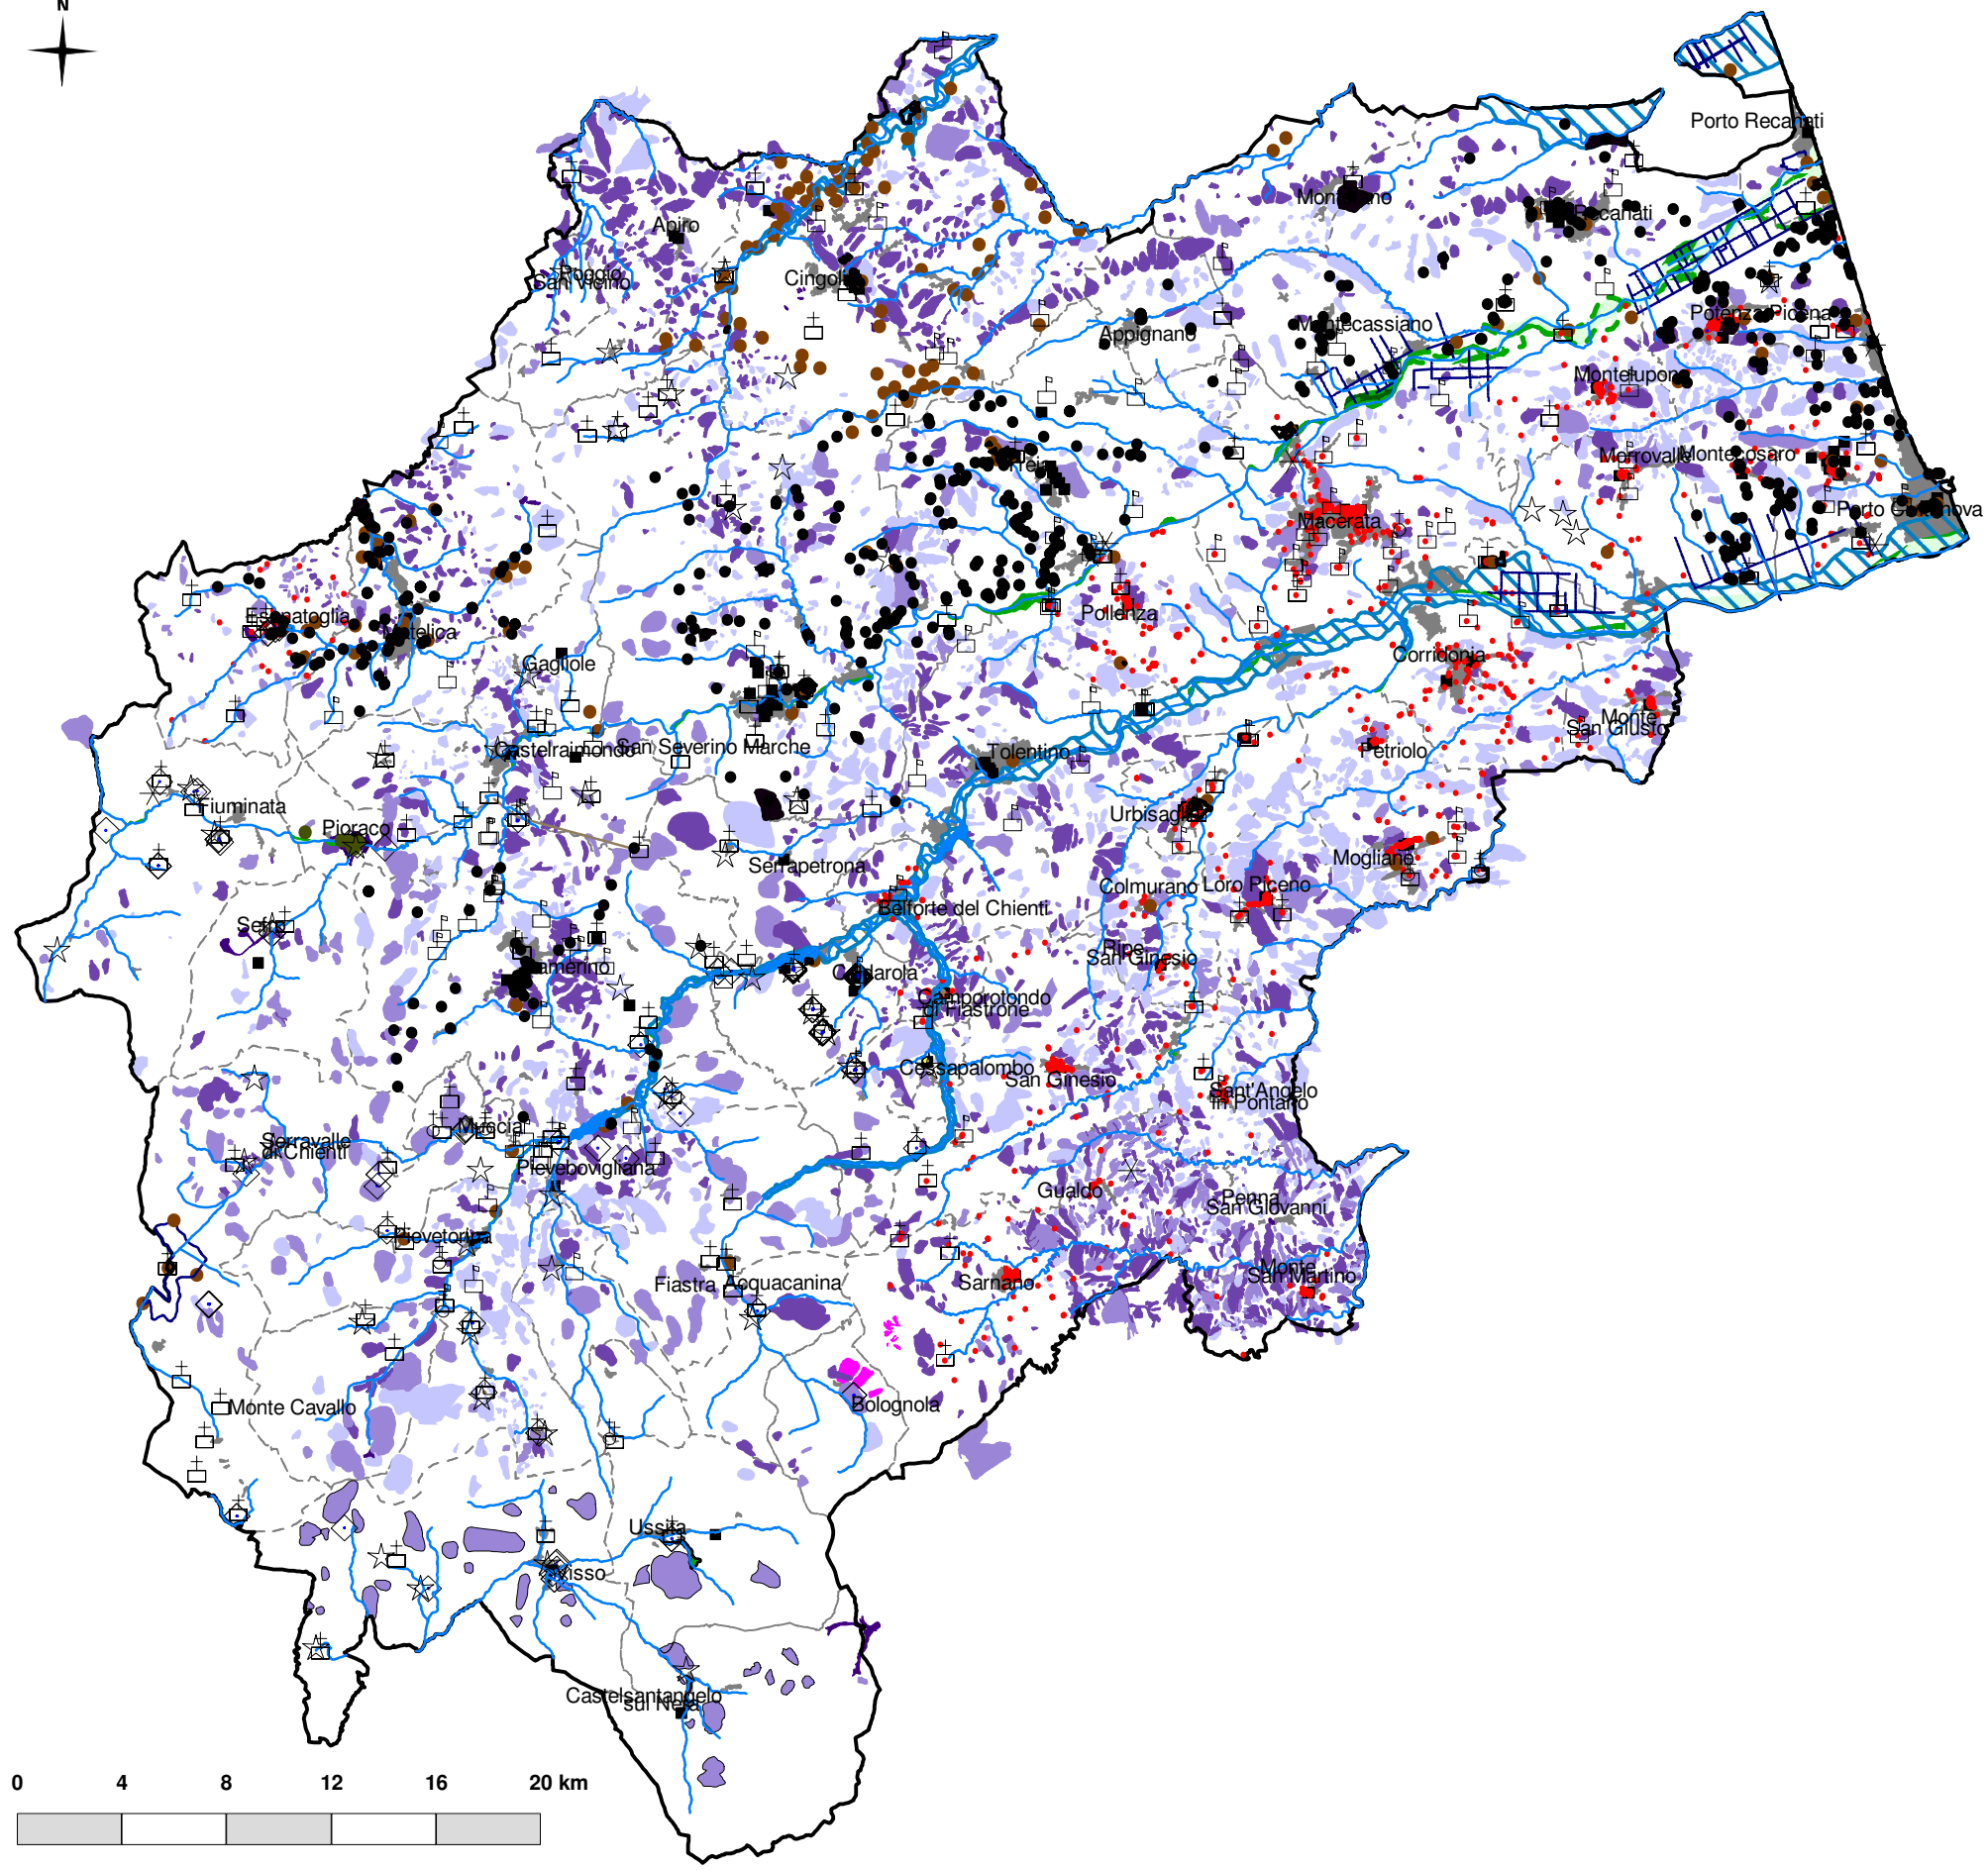 N
Porto Recanati
Montefano
Recanati
Apiro
Poggio
San Vicino
Cingoli
Potenza Picena
Montecassiano
Appignano
Montelupone
Morrovalle
Montecosaro
Treia
Porto Civitanova
Macerata
Esanatoglia
Pollenza
Matelica
Gagliole
Corridonia
Monte
San Giusto
Castelraimondo
San Severino Marche
Tolentino
Petriolo
Fiuminata
Urbisaglia
Pioraco
Mogliano
Serrapetrona
Colmurano
Loro Piceno
Belforte del Chienti
Sefro
Ripe
San Ginesio
Camerino
Caldarola
Camporotondo
di Fiastrone
Cessapalombo
San Ginesio
Sant'Angelo
in Pontano
Muccia
Serravalle
di Chienti
Pievebovigliana
Gualdo
Penna
San Giovanni
Pievetorina
Monte
San Martino
Fiastra
Acquacanina
Sarnano
Monte Cavallo
Bolognola
Ussita
Visso
Castelsantangelo
sul Nera
0 4 8 12 16 20 km